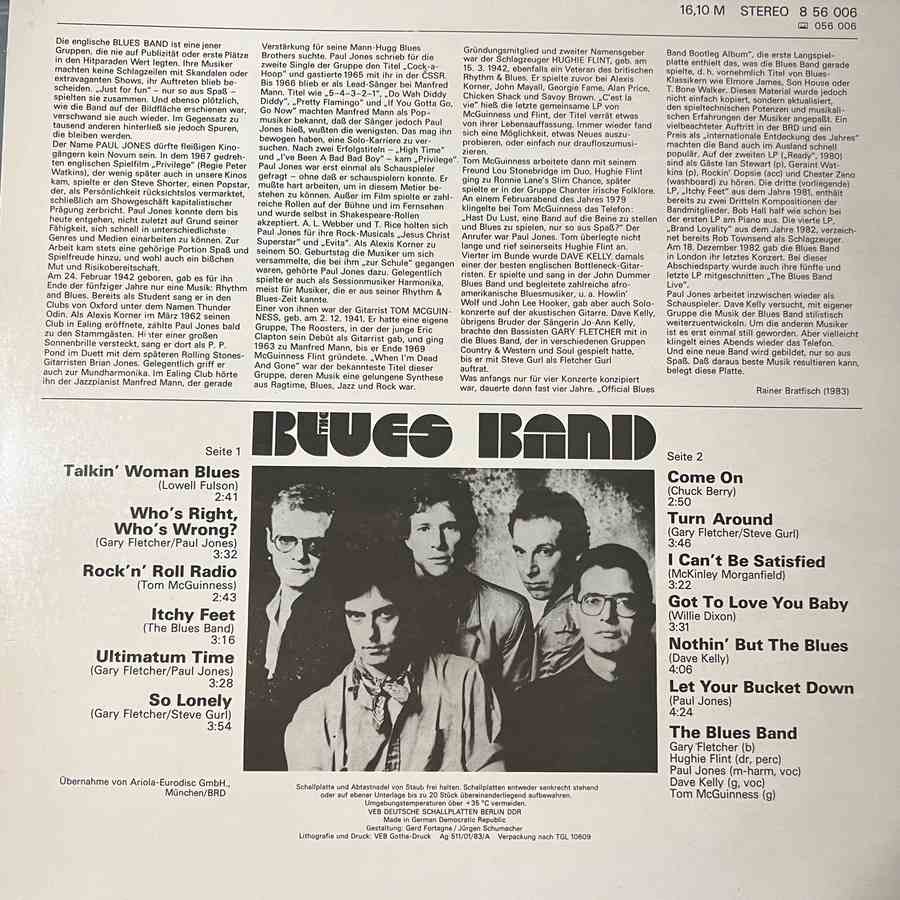 16,10 M STEREO 8 56 006
056 006
Die englische BLUES BAND ist eine jener
Gruppen, die nie auf Publizität oder erste Plätze
in den Hitparaden Wert legten. Ihre Musiker
machten keine Schlagzeilen mit Skandalen oder
extravaganten Shows, ihr Auftreten blieb be-
scheiden. „Just for fun“ – nur so aus Spaß –
spielten sie zusammen. Und ebenso plötzlich,
wie die Band auf der Bildfläche erschienen war,
verschwand sie auch wieder. Im Gegensatz zu
tausend anderen hinterließ sie jedoch Spuren,
die bleiben werden.
Der Name PAUL JONES dürfte fleißigen Kino-
gängern kein Novum sein. In dem 1967 gedreh-
ten englischen Spielfilm „Privilege“ (Regie Peter
Watkins), der wenig später auch in unsere Kinos
kam, spielte er den Steve Shorter, einen Popstar,
der, als Persönlichkeit rücksichtslos vermarktet,
schließlich am Showgeschäft kapitalistischer
Prägung zerbricht. Paul Jones konnte dem bis
heute entgehen, nicht zuletzt auf Grund seiner
Fähigkeit, sich schnell in unterschiedlichste
Genres und Medien einarbeiten zu können. Zur
Arbeit kam stets eine gehörige Portion Spaß und
Spielfreude hinzu, und wohl auch ein bißchen
Mut und Risikobereitschaft.
Am 24. Februar 1942 geboren, gab es für ihn
Ende der fünfziger Jahre nur eine Musik: Rhythm
and Blues. Bereits als Student sang er in den
Clubs von Oxford unter dem Namen Thunder
Odin. Als Alexis Korner im März 1962 seinen
Club in Ealing eröffnete, zählte Paul Jones bald
zu den Stammgästen. Hinter einer großen
Sonnenbrille versteckt, sang er dort als P. P.
Pond im Duett mit dem späteren Rolling Stones-
Gitarristen Brian Jones. Gelegentlich griff er
auch zur Mundharmonika. Im Ealing Club hörte
ihn der Jazzpianist Manfred Mann, der gerade
Verstärkung für seine Mann-Hugg Blues
Brothers suchte. Paul Jones schrieb für die
zweite Single der Gruppe den Titel „Cock-a-
Hoop“ und gastierte 1965 mit ihr in der ČSSR.
Bis 1966 blieb er als Lead-Sänger bei Manfred
Mann. Titel wie „5–4–3–2–1“, „Do Wah Diddy
Diddy“, „Pretty Flamingo“ und „If You Gotta Go,
Go Now“ machten Manfred Mann als Pop-
musiker bekannt, daß der Sänger jedoch Paul
Jones hieß, wußten die wenigsten. Das mag ihn
bewogen haben, eine Solo-Karriere zu ver-
suchen. Nach zwei Erfolgstiteln – „High Time“
und „I've Been A Bad Bad Boy“ – kam „Privilege“.
Paul Jones war erst einmal als Schauspieler
gefragt – ohne daß er schauspielern konnte. Er
mußte hart arbeiten, um in diesem Metier be-
stehen zu können. Außer im Film spielte er zahl-
reiche Rollen auf der Bühne und im Fernsehen
und wurde selbst in Shakespeare-Rollen
akzeptiert. A. L. Webber und T. Rice holten sich
Paul Jones für ihre Rock-Musicals „Jesus Christ
Superstar“ und „Evita“. Als Alexis Korner zu
seinem 50. Geburtstag die Musiker um sich
versammelte, die bei ihm „zur Schule“ gegangen
waren, gehörte Paul Jones dazu. Gelegentlich
spielte er auch als Sessionmusiker Harmonika,
meist für Musiker, die er aus seiner Rhythm &
Blues-Zeit kannte.
Einer von ihnen war der Gitarrist TOM McGUIN-
NESS, geb. am 2. 12. 1941. Er hatte eine eigene
Gruppe, The Roosters, in der der junge Eric
Clapton sein Debüt als Gitarrist gab, und ging
1963 zu Manfred Mann, bis er Ende 1969
McGuinness Flint gründete. „When I'm Dead
And Gone“ war der bekannteste Titel dieser
Gruppe, deren Musik eine gelungene Synthese
aus Ragtime, Blues, Jazz und Rock war.
Gründungsmitglied und zweiter Namensgeber
war der Schlagzeuger HUGHIE FLINT, geb. am
15. 3. 1942, ebenfalls ein Veteran des britischen
Rhythm & Blues. Er spielte zuvor bei Alexis
Korner, John Mayall, Georgie Fame, Alan Price,
Chicken Shack und Savoy Brown. „C'est la
vie“ hieß die letzte gemeinsame LP von
McGuinness und Flint, der Titel verrät etwas
von ihrer Lebensauffassung. Immer wieder fand
sich eine Möglichkeit, etwas Neues auszu-
probieren, oder einfach nur draufloszumusi-
zieren.
Tom McGuinness arbeitete dann mit seinem
Freund Lou Stonebridge im Duo. Hughie Flint
ging zu Ronnie Lane's Slim Chance, später
spielte er in der Gruppe Chanter irische Folklore.
An einem Februarabend des Jahres 1979
klingelte bei Tom McGuinness das Telefon:
„Hast Du Lust, eine Band auf die Beine zu stellen
und Blues zu spielen, nur so aus Spaß?“ Der
Anrufer war Paul Jones. Tom überlegte nicht
lange und rief seinerseits Hughie Flint an.
Vierter im Bunde wurde DAVE KELLY, damals
einer der besten englischen Bottleneck-Gitar-
risten. Er spielte und sang in der John Dummer
Blues Band und begleitete zahlreiche afro-
amerikanische Bluesmusiker, u. a. Howlin'
Wolf und John Lee Hooker, gab aber auch Solo-
konzerte auf der akustischen Gitarre. Dave Kelly,
übrigens Bruder der Sängerin Jo-Ann Kelly,
brachte den Bassisten GARY FLETCHER mit in
die Blues Band, der in verschiedenen Gruppen
Country & Western und Soul gespielt hatte,
bis er mit Steve Gurl als Fletcher Gurl
auftrat.
Was anfangs nur für vier Konzerte konzipiert
war, dauerte dann fast vier Jahre. „Official Blues
Band Bootleg Album“, die erste Langspiel-
platte enthielt das, was die Blues Band gerade
spielte, d. h. vornehmlich Titel von Blues-
Klassikern wie Elmore James, Son House oder
T. Bone Walker. Dieses Material wurde jedoch
nicht einfach kopiert, sondern aktualisiert,
den spieltechnischen Potenzen und musikali-
schen Erfahrungen der Musiker angepaßt. Ein
vielbeachteter Auftritt in der BRD und ein
Preis als „Internationale Entdeckung des Jahres“
machten die Band auch im Ausland schnell
populär. Auf der zweiten LP („Ready“, 1980)
sind als Gäste Ian Stewart (p), Geraint Wat-
kins (p), Rockin' Dopsie (acc) und Chester Zeno
(washboard) zu hören. Die dritte (vorliegende)
LP, „Itchy Feet“ aus dem Jahre 1981, enthält
bereits zu zwei Dritteln Kompositionen der
Bandmitglieder. Bob Hall half wie schon bei
der ersten LP am Piano aus. Die vierte LP,
„Brand Loyality“ aus dem Jahre 1982, verzeich-
net bereits Rob Townsend als Schlagzeuger.
Am 18. Dezember 1982 gab die Blues Band
in London ihr letztes Konzert. Bei dieser
Abschiedsparty wurde auch ihre fünfte und
letzte LP mitgeschnitten „The Blues Band
Live“.
Paul Jones arbeitet inzwischen wieder als
Schauspieler. Dave Kelly versucht, mit eigener
Gruppe die Musik der Blues Band stilistisch
weiterzuentwickeln. Um die anderen Musiker
ist es erst einmal still geworden. Aber vielleicht
klingelt eines Abends wieder das Telefon.
Und eine neue Band wird gebildet, nur so aus
Spaß. Daß daraus beste Musik resultieren kann,
belegt diese Platte.
Rainer Bratfisch (1983)
THE BLUES BAND
Seite 1
Talkin' Woman Blues
(Lowell Fulson)
2:41
Who's Right,
Who's Wrong?
(Gary Fletcher/Paul Jones)
3:32
Rock'n' Roll Radio
(Tom McGuinness)
2:43
Itchy Feet
(The Blues Band)
3:16
Ultimatum Time
(Gary Fletcher/Paul Jones)
3:28
So Lonely
(Gary Fletcher/Steve Gurl)
3:54
Seite 2
Come On
(Chuck Berry)
2:50
Turn Around
(Gary Fletcher/Steve Gurl)
3:46
I Can't Be Satisfied
(McKinley Morganfield)
3:22
Got To Love You Baby
(Willie Dixon)
3:31
Nothin' But The Blues
(Dave Kelly)
4:06
Let Your Bucket Down
(Paul Jones)
4:24
The Blues Band
Gary Fletcher (b)
Hughie Flint (dr, perc)
Paul Jones (m-harm, voc)
Dave Kelly (g, voc)
Tom McGuinness (g)
Übernahme von Ariola-Eurodisc GmbH.,
München/BRD
Schallplatte und Abtastnadel von Staub frei halten. Schallplatten entweder senkrecht stehend
oder auf ebener Unterlage bis zu 20 Stück übereinanderliegend aufbewahren.
Umgebungstemperaturen über +35 °C vermeiden.
VEB DEUTSCHE SCHALLPLATTEN BERLIN DDR
Made in German Democratic Republic
Gestaltung: Gerd Fortagne / Jürgen Schumacher
Lithografie und Druck: VEB Gotha-Druck Ag 511/01/83/A Verpackung nach TGL 10609